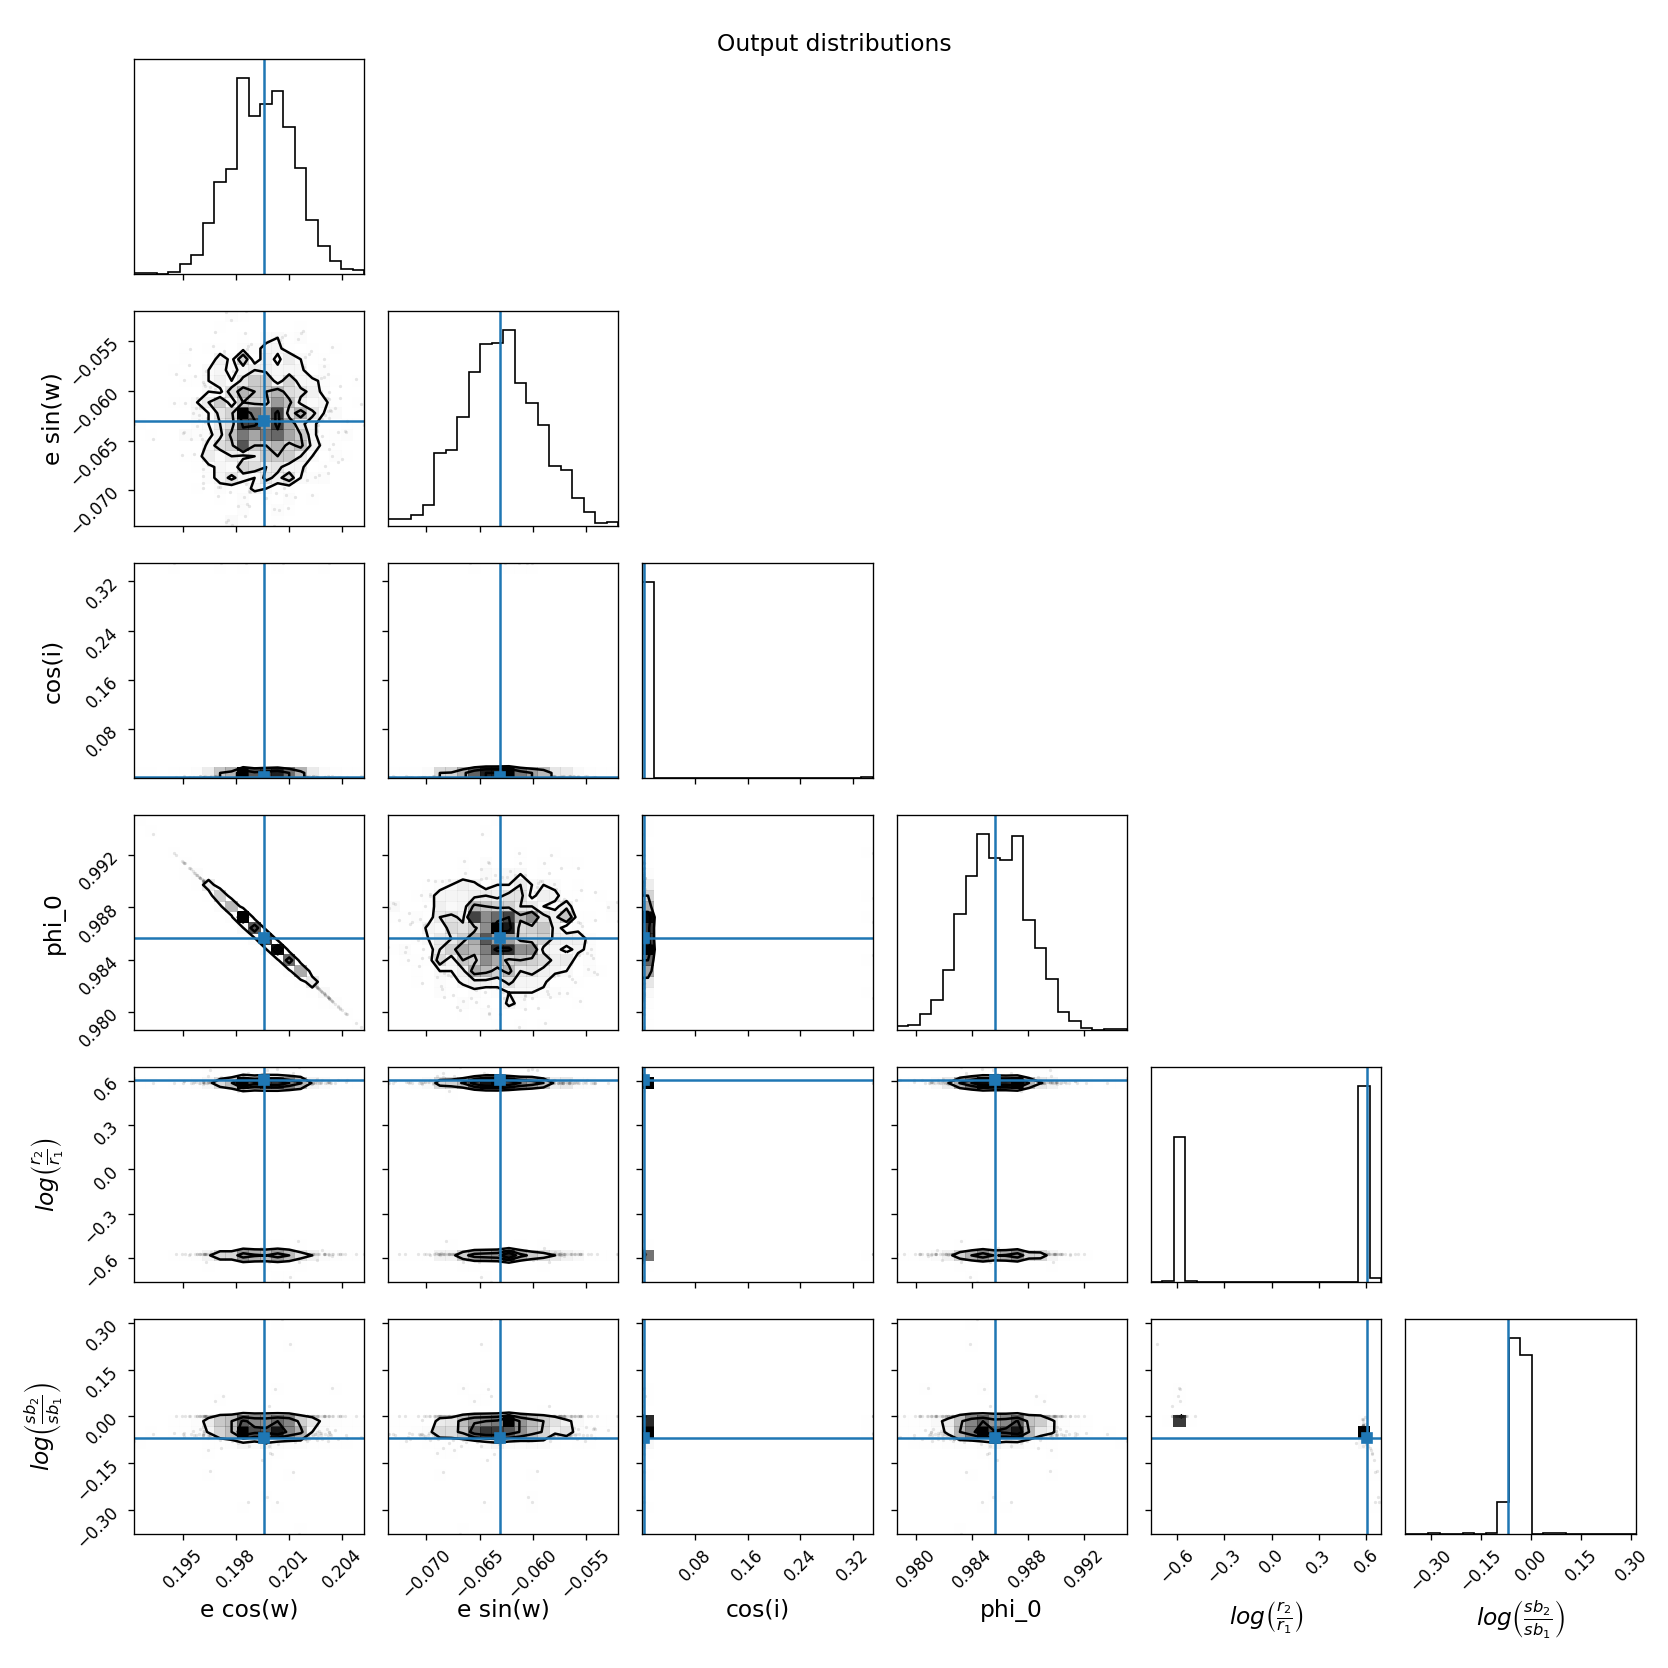 Output distributions
e sin(w)
−0.055
−0.060
−0.065
−0.070
cos(i)
0.32
0.24
0.16
0.08
phi_0
0.992
0.988
0.984
0.980
log(r₂/r₁)
0.6
0.3
0.0
−0.3
−0.6
log(sb₂/sb₁)
0.30
0.15
0.00
−0.15
−0.30
0.195 0.198 0.201 0.204
−0.070 −0.065 −0.060 −0.055
0.08 0.16 0.24 0.32
0.980 0.984 0.988 0.992
−0.6 −0.3 0.0 0.3 0.6
−0.30 −0.15 0.00 0.15 0.30
e cos(w)
e sin(w)
cos(i)
phi_0
log(r₂/r₁)
log(sb₂/sb₁)